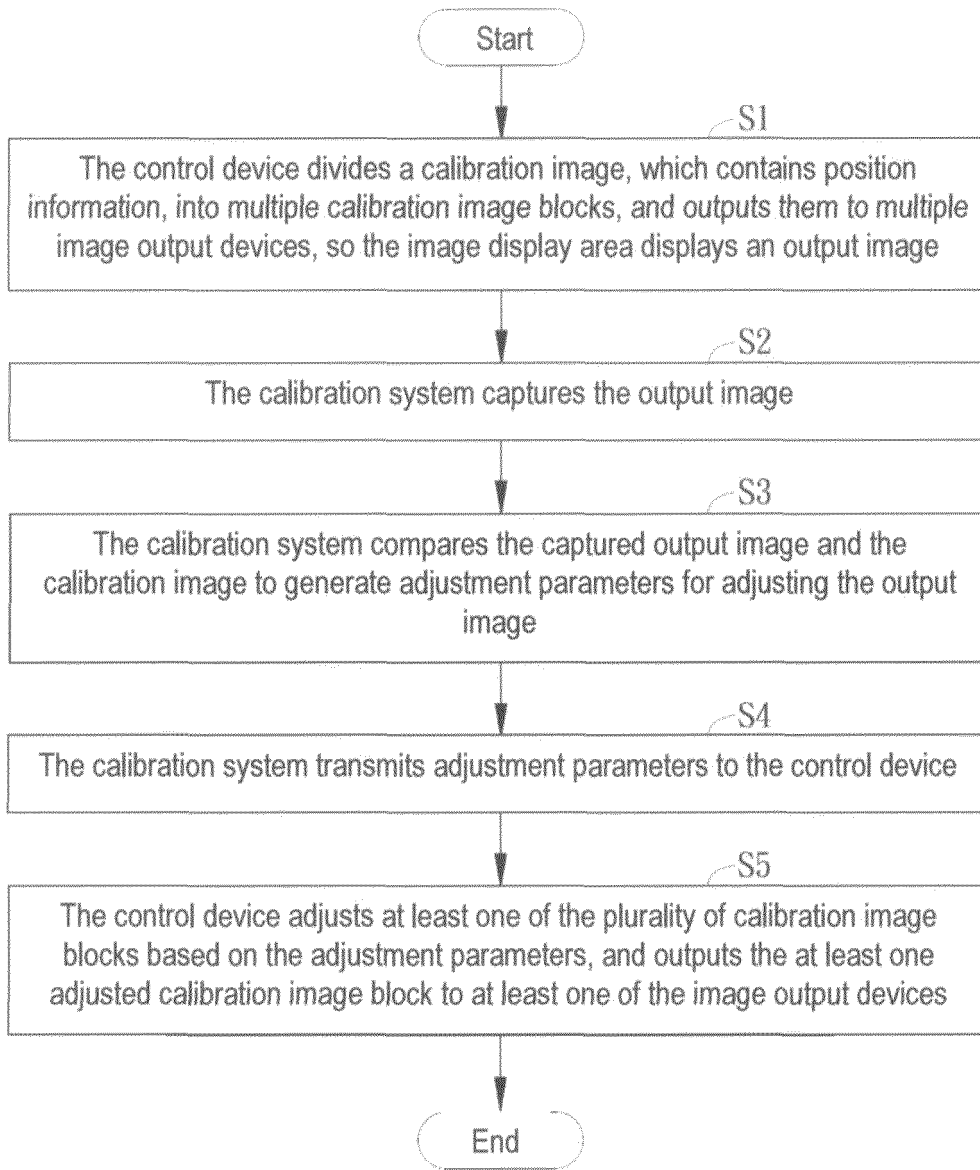 Start
S1
The control device divides a calibration image, which contains position
information, into multiple calibration image blocks, and outputs them to multiple
image output devices, so the image display area displays an output image
S2
The calibration system captures the output image
S3
The calibration system compares the captured output image and the
calibration image to generate adjustment parameters for adjusting the output
image
S4
The calibration system transmits adjustment parameters to the control device
S5
The control device adjusts at least one of the plurality of calibration image
blocks based on the adjustment parameters, and outputs the at least one
adjusted calibration image block to at least one of the image output devices
End